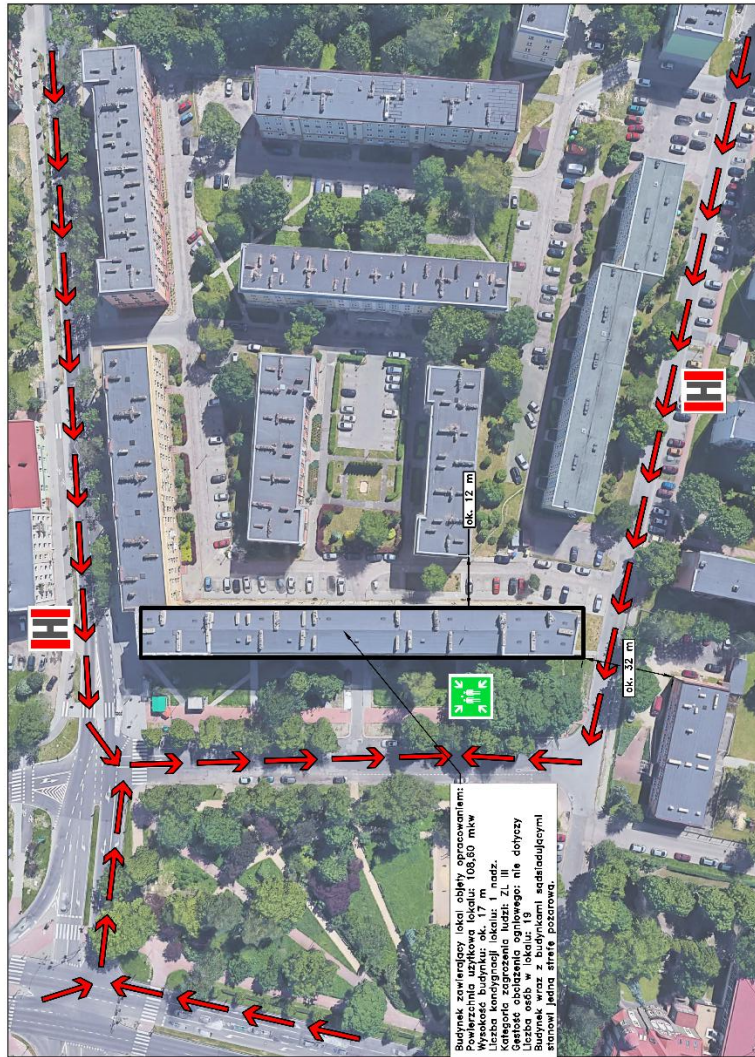 H
H
ok. 12 m
ok. 32 m
Budynek zawierający lokal objęty opracowaniem:
Powierzchnia użytkowa lokalu: 108,60 mkw
Wysokość budynku: ok. 17 m
Liczba kondygnacji lokalu: 1 nadz.
Kategoria zagrożenia ludzi: ZL III
Gęstość obciążenia ogniowego: nie dotyczy
Liczba osób w lokalu: 19
Budynek wraz z budynkami sąsiadującymi
stanowi jedną strefę pożarową.